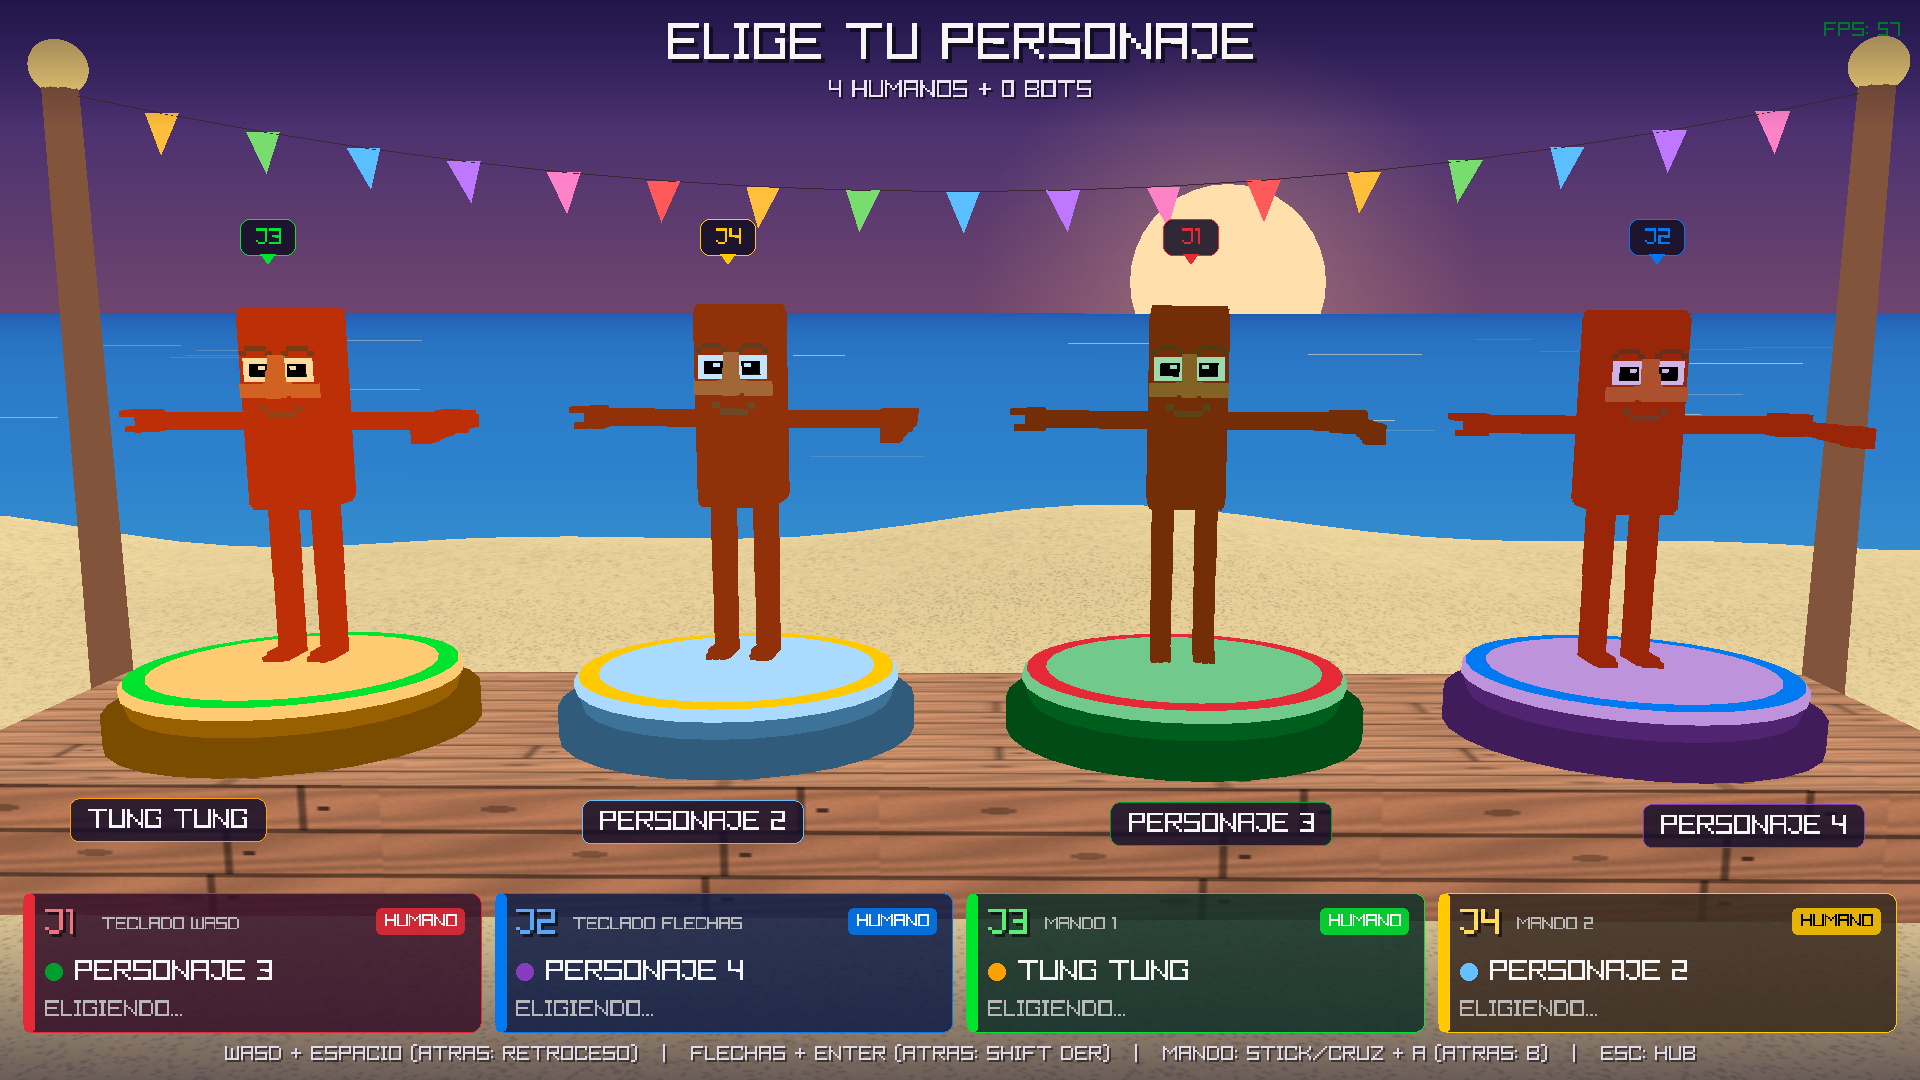 ELIGE TU PERSONAJE
FPS: 57
4 HUMANOS + 0 BOTS
J3
J4
J1
J2
TUNG TUNG
PERSONAJE 2
PERSONAJE 3
PERSONAJE 4
J1 TECLADO WASD HUMANO
PERSONAJE 3
ELIGIENDO...
J2 TECLADO FLECHAS HUMANO
PERSONAJE 4
ELIGIENDO...
J3 MANDO 1 HUMANO
TUNG TUNG
ELIGIENDO...
J4 MANDO 2 HUMANO
PERSONAJE 2
ELIGIENDO...
WASD + ESPACIO (ATRAS: RETROCESO) | FLECHAS + ENTER (ATRAS: SHIFT DER) | MANDO: STICK/CRUZ + A (ATRAS: B) | ESC: HUB